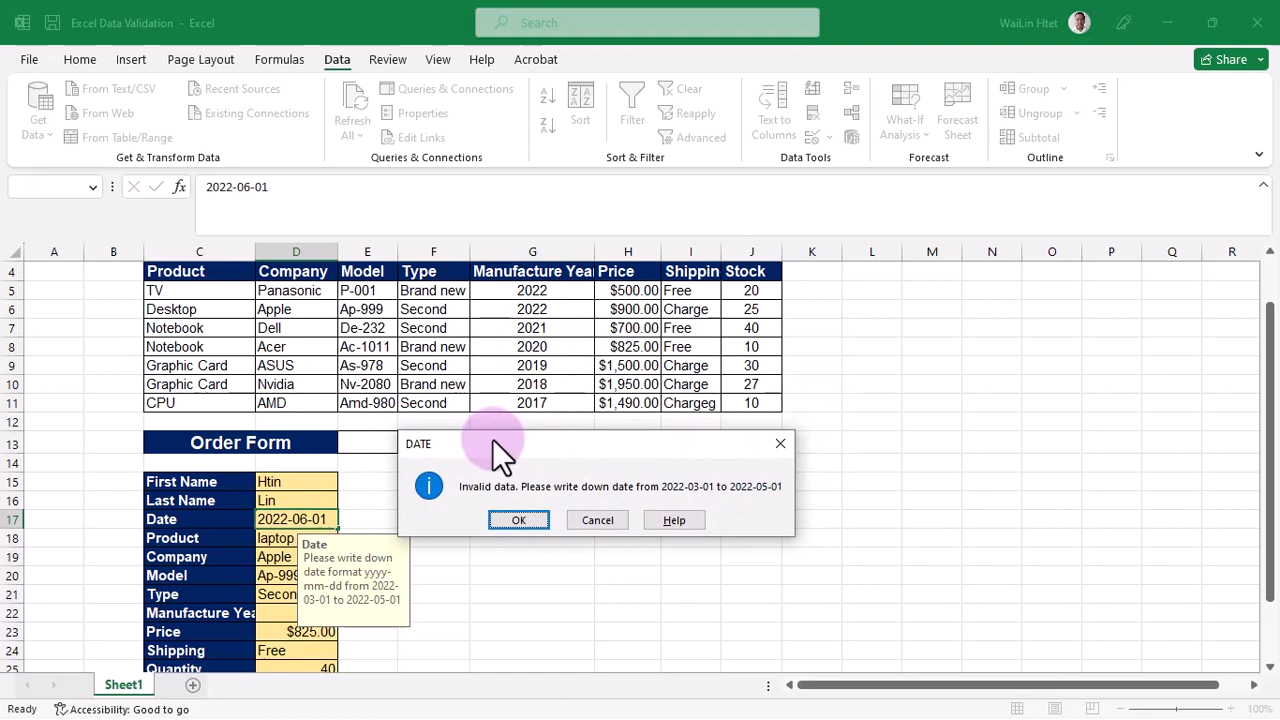 Excel Data Validation - Excel
Search
WaiLin Htet
File Home Insert Page Layout Formulas Data Review View Help Acrobat
Share
Get Data
From Text/CSV
From Web
From Table/Range
Recent Sources
Existing Connections
Get & Transform Data
Refresh All
Queries & Connections
Properties
Edit Links
Queries & Connections
Sort
Filter
Clear
Reapply
Advanced
Sort & Filter
Text to Columns
Data Tools
What-If Analysis
Forecast Sheet
Forecast
Group
Ungroup
Subtotal
Outline
fx
2022-06-01
A B C D E F G H I J K L M N O P Q R
4 Product Company Model Type Manufacture Yea Price Shippin Stock
5 TV Panasonic P-001 Brand new 2022 $500.00 Free 20
6 Desktop Apple Ap-999 Second 2022 $900.00 Charge 25
7 Notebook Dell De-232 Second 2021 $700.00 Free 40
8 Notebook Acer Ac-1011 Brand new 2020 $825.00 Free 10
9 Graphic Card ASUS As-978 Second 2019 $1,500.00 Charge 30
10 Graphic Card Nvidia Nv-2080 Brand new 2018 $1,950.00 Charge 27
11 CPU AMD Amd-980 Second 2017 $1,490.00 Chargeg 10
12
13 Order Form
14
15 First Name Htin
16 Last Name Lin
17 Date 2022-06-01
18 Product laptop
19 Company Apple
20 Model Ap-999
21 Type Secon
22 Manufacture Yea
23 Price $825.00
24 Shipping Free
25 Quantity 40
DATE
Invalid data. Please write down date from 2022-03-01 to 2022-05-01
OK Cancel Help
Date
Please write down
date format yyyy-
mm-dd from 2022-
03-01 to 2022-05-01
Sheet1
Ready Accessibility: Good to go
100%